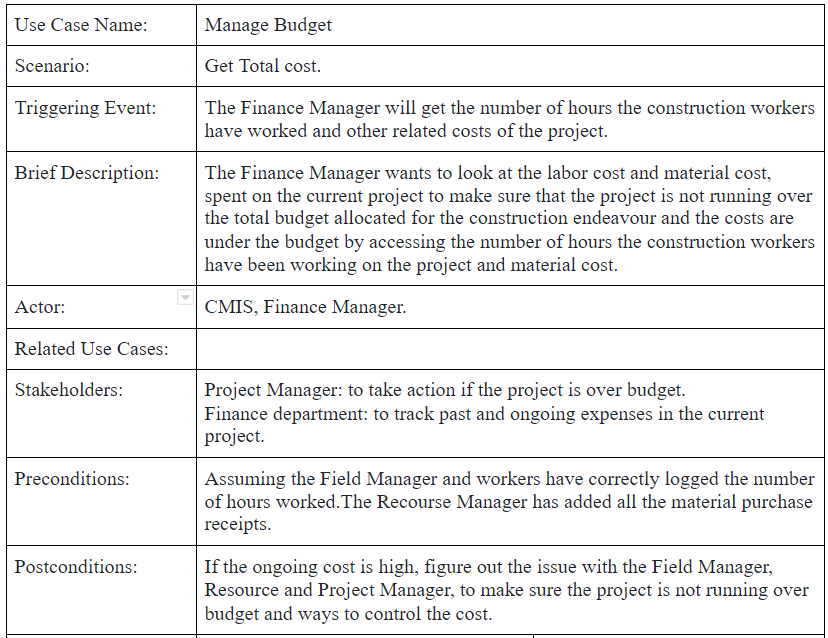 Use Case Name: Manage Budget
Scenario: Get Total cost.
Triggering Event: The Finance Manager will get the number of hours the construction workers
have worked and other related costs of the project.
Brief Description: The Finance Manager wants to look at the labor cost and material cost,
spent on the current project to make sure that the project is not running over
the total budget allocated for the construction endeavour and the costs are
under the budget by accessing the number of hours the construction workers
have been working on the project and material cost.
Actor: CMIS, Finance Manager.
Related Use Cases:
Stakeholders: Project Manager: to take action if the project is over budget.
Finance department: to track past and ongoing expenses in the current
project.
Preconditions: Assuming the Field Manager and workers have correctly logged the number
of hours worked.The Recourse Manager has added all the material purchase
receipts.
Postconditions: If the ongoing cost is high, figure out the issue with the Field Manager,
Resource and Project Manager, to make sure the project is not running over
budget and ways to control the cost.